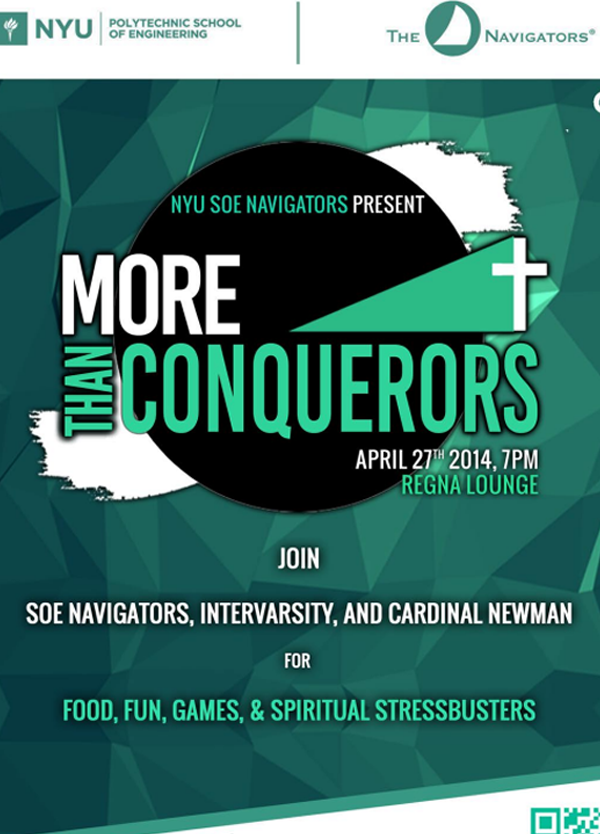 NYU POLYTECHNIC SCHOOL
OF ENGINEERING
THE NAVIGATORS®
NYU SOE NAVIGATORS PRESENT
MORE
THAN CONQUERORS
APRIL 27TH 2014, 7PM
REGNA LOUNGE
JOIN
SOE NAVIGATORS, INTERVARSITY, AND CARDINAL NEWMAN
FOR
FOOD, FUN, GAMES, & SPIRITUAL STRESSBUSTERS